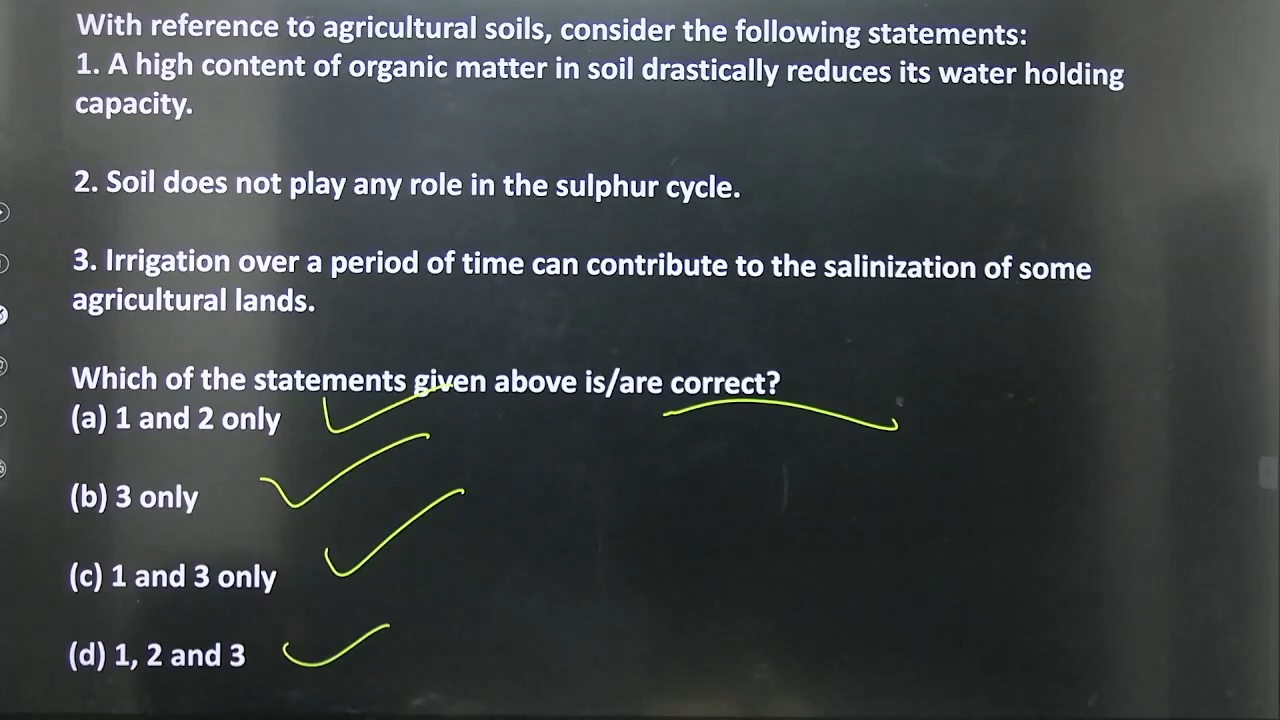 With reference to agricultural soils, consider the following statements:
1. A high content of organic matter in soil drastically reduces its water holding
capacity.
2. Soil does not play any role in the sulphur cycle.
3. Irrigation over a period of time can contribute to the salinization of some
agricultural lands.
Which of the statements given above is/are correct?
(a) 1 and 2 only
(b) 3 only
(c) 1 and 3 only
(d) 1, 2 and 3